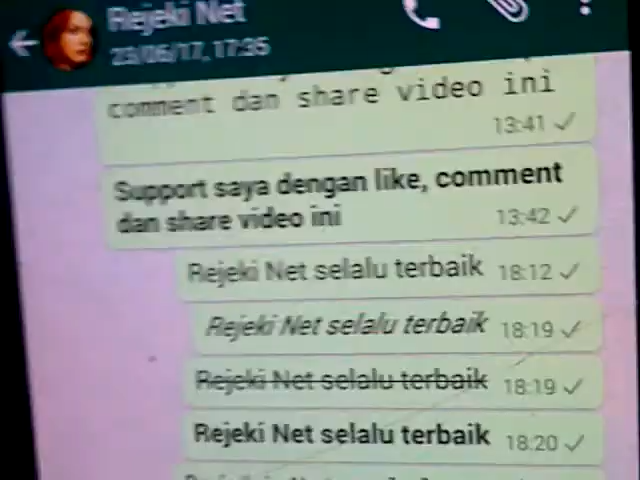 Rejeki Net
23/06/17, 17:35
comment dan share video ini
13:41
Support saya dengan like, comment
dan share video ini 13:42
Rejeki Net selalu terbaik 18:12
Rejeki Net selalu terbaik 18:19
Rejeki Net selalu terbaik 18:19
Rejeki Net selalu terbaik 18:20